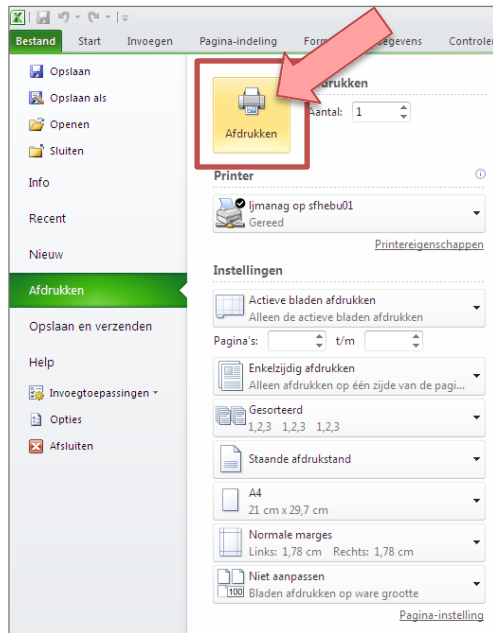 Bestand Start Invoegen Pagina-indeling Controler
Opslaan
Opslaan als
Openen
Sluiten
Info
Recent
Nieuw
Afdrukken
Opslaan en verzenden
Help
Invoegtoepassingen
Opties
Afsluiten
Afdrukken
Aantal: 1
Printer
ljmanag op sfhebu01
Gereed
Printereigenschappen
Instellingen
Actieve bladen afdrukken
Alleen de actieve bladen afdrukken
Pagina's: t/m
Enkelzijdig afdrukken
Alleen afdrukken op één zijde van de pagi...
Gesorteerd
1,2,3 1,2,3 1,2,3
Staande afdrukstand
A4
21 cm x 29,7 cm
Normale marges
Links: 1,78 cm Rechts: 1,78 cm
Niet aanpassen
100 Bladen afdrukken op ware grootte
Pagina-instelling